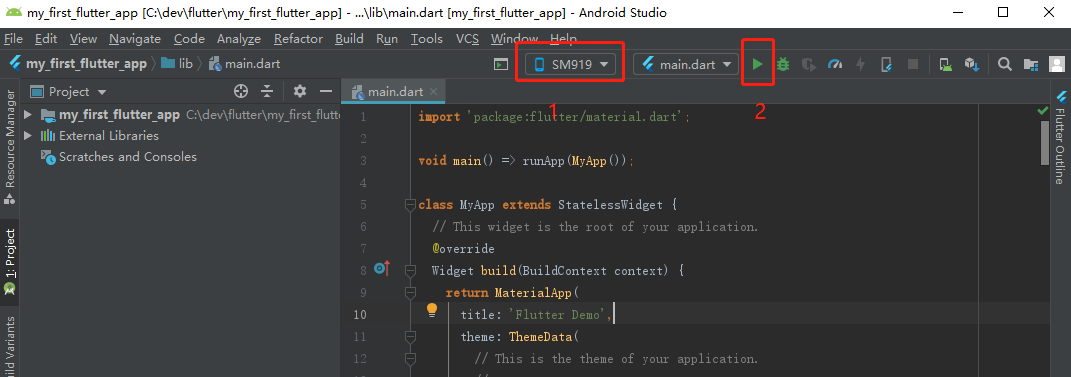 my_first_flutter_app [C:\dev\flutter\my_first_flutter_app] - ...\lib\main.dart [my_first_flutter_app] - Android Studio
File Edit View Navigate Code Analyze Refactor Build Run Tools VCS Window Help
my_first_flutter_app lib main.dart SM919 main.dart
1 2
Project main.dart
my_first_flutter_app C:\dev\flutter\my_first_flutte
External Libraries
Scratches and Consoles
Resource Manager
1: Project
ild Variants
1 import 'package:flutter/material.dart';
2
3 void main() => runApp(MyApp());
4
5 class MyApp extends StatelessWidget {
6 // This widget is the root of your application.
7 @override
8 Widget build(BuildContext context) {
9 return MaterialApp(
10 title: 'Flutter Demo',
11 theme: ThemeData(
12 // This is the theme of your application.
//
Flutter Outline